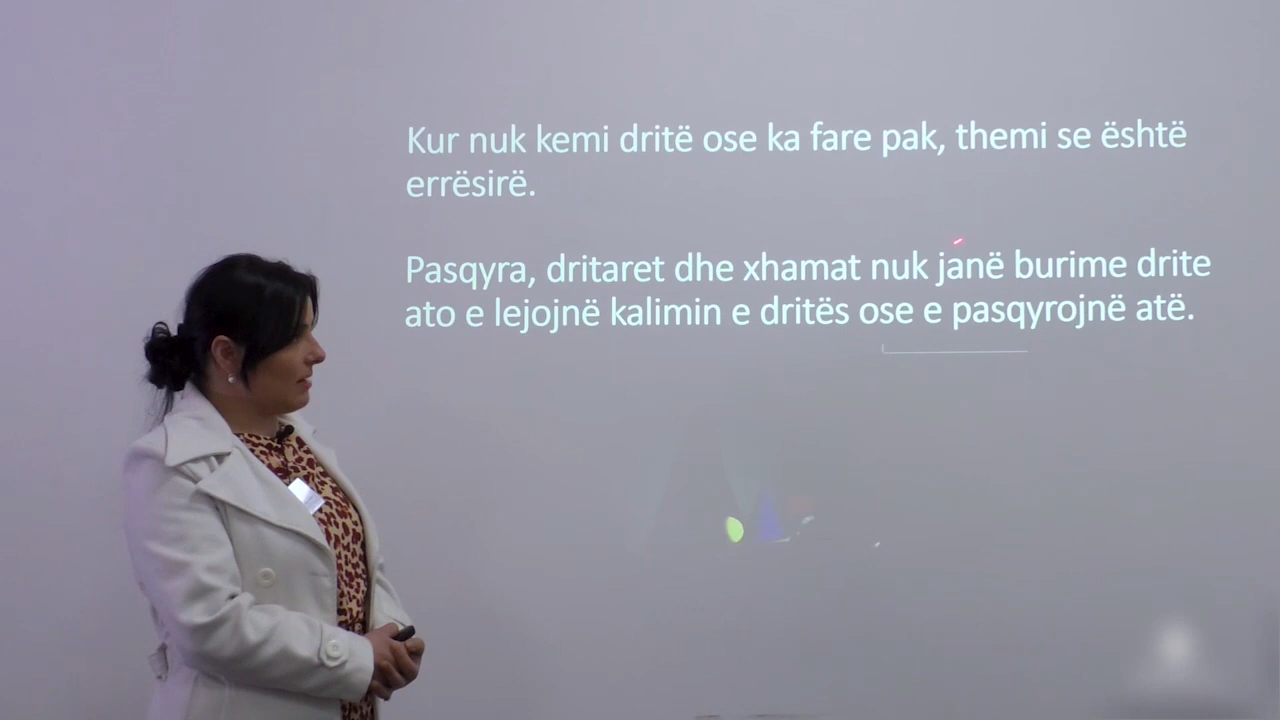 Kur nuk kemi dritë ose ka fare pak, themi se është
errësirë.
Pasqyra, dritaret dhe xhamat nuk janë burime drite
ato e lejojnë kalimin e dritës ose e pasqyrojnë atë.